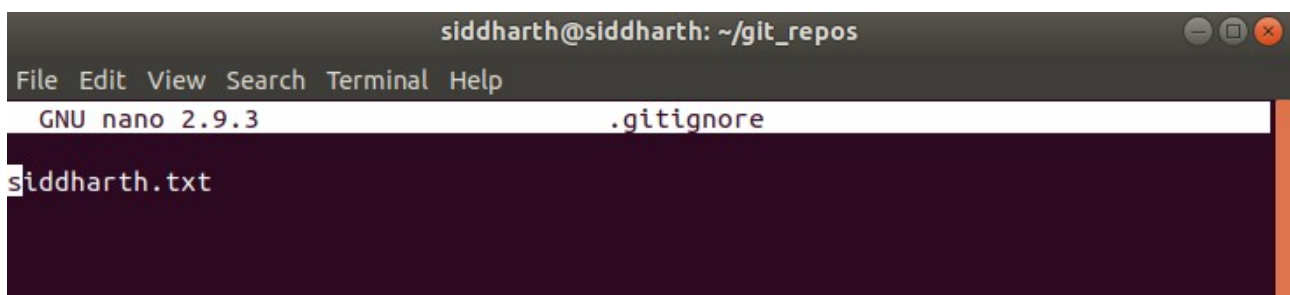 siddharth@siddharth: ~/git_repos
File Edit View Search Terminal Help
GNU nano 2.9.3 .gitignore
siddharth.txt